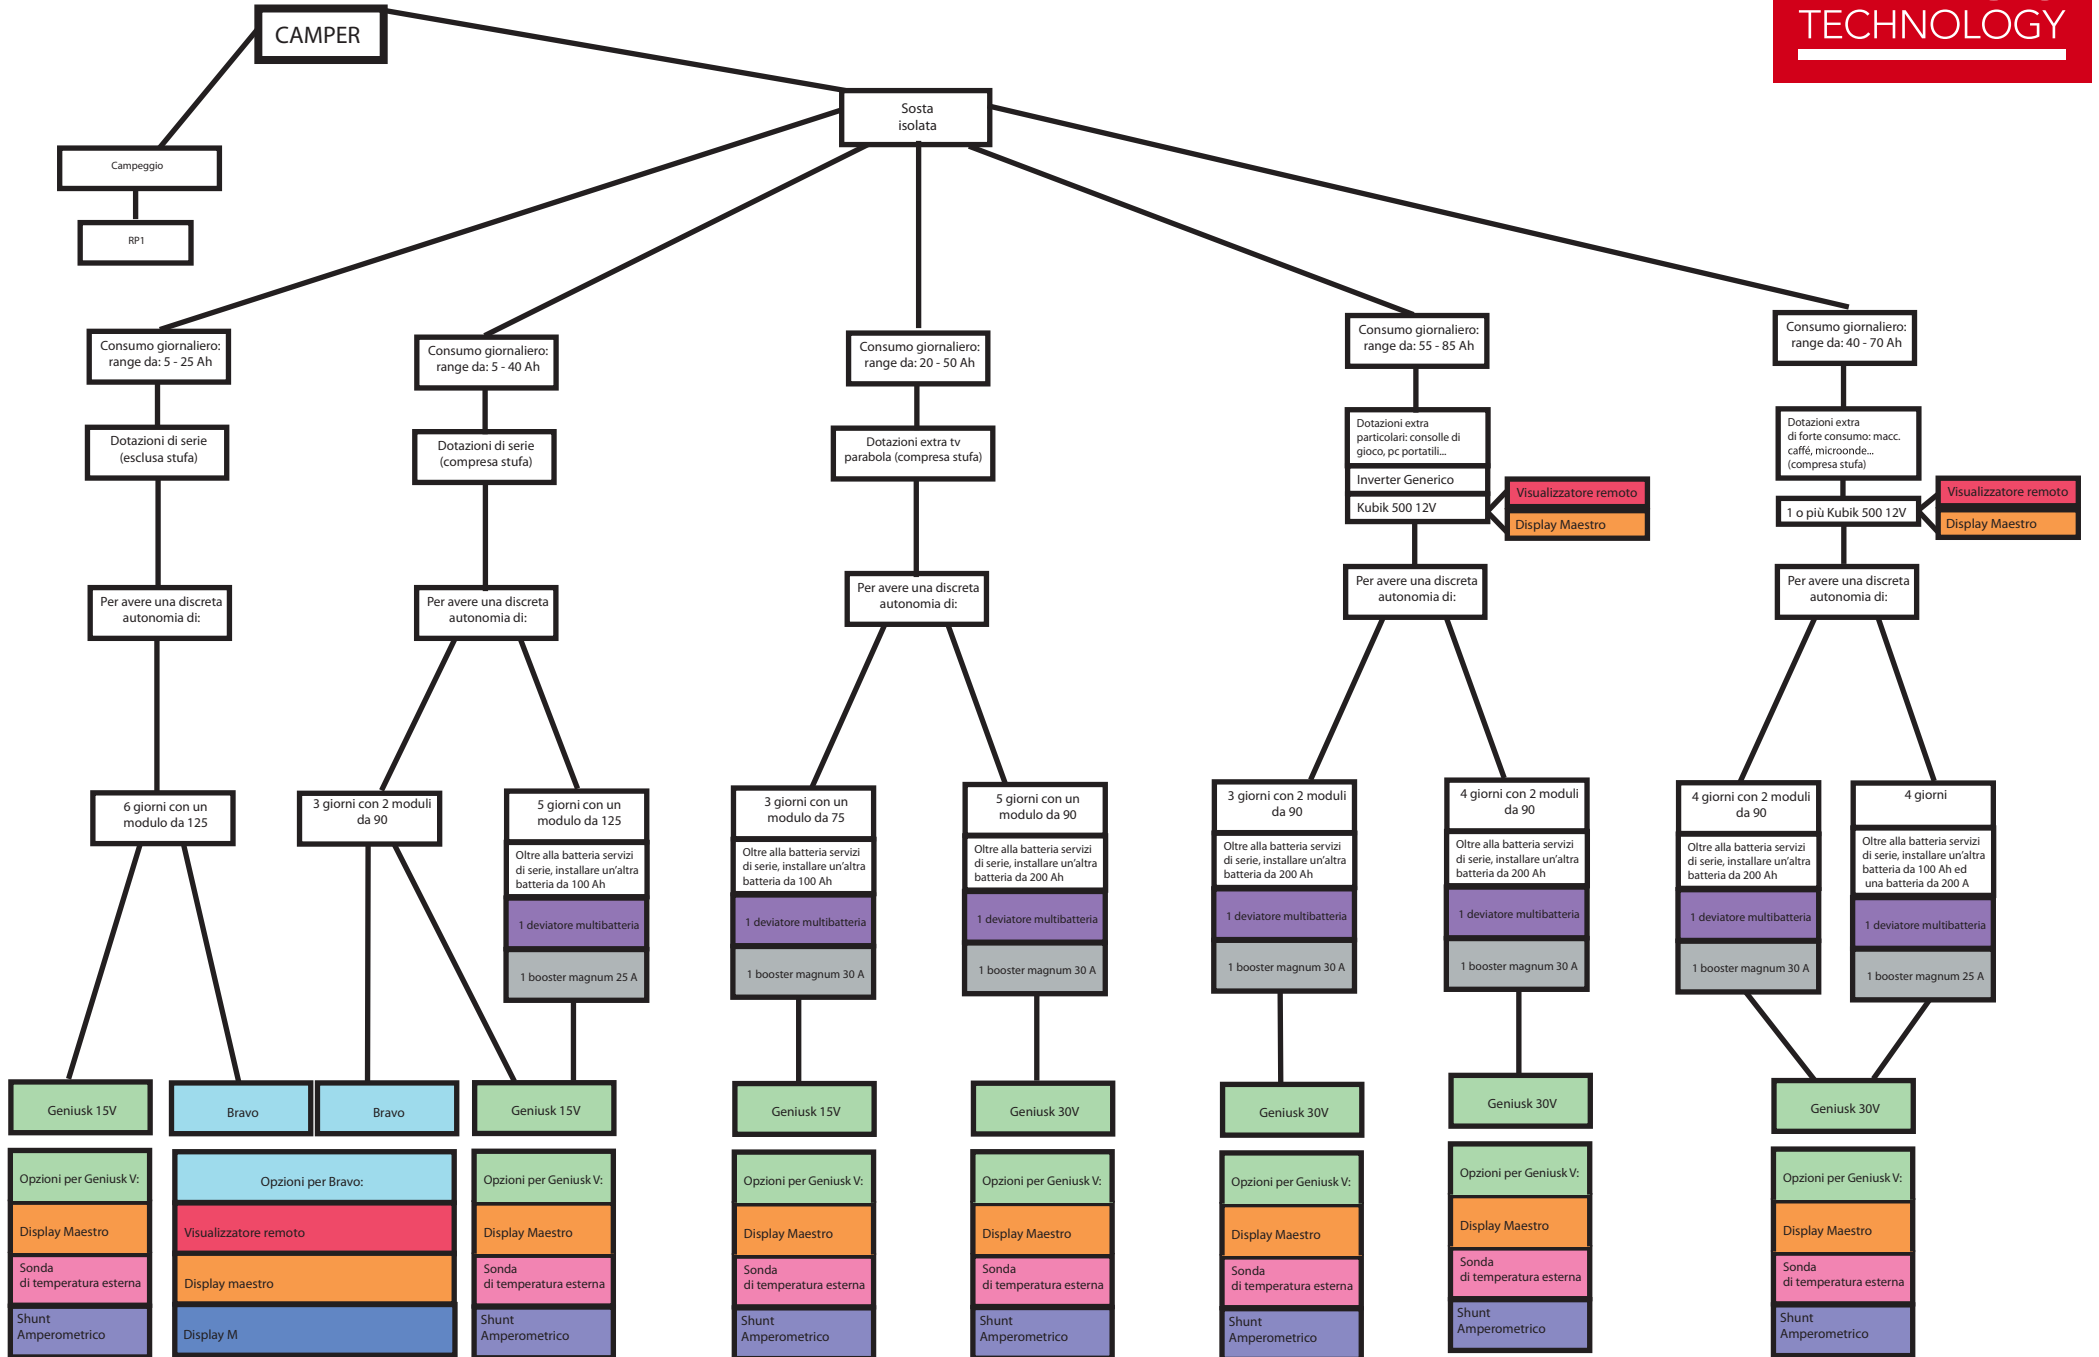 TECHNOLOGY
CAMPER
Sosta
isolata
Campeggio
RP1
Consumo giornaliero:
range da: 5 - 25 Ah
Consumo giornaliero:
range da: 5 - 40 Ah
Consumo giornaliero:
range da: 20 - 50 Ah
Consumo giornaliero:
range da: 55 - 85 Ah
Consumo giornaliero:
range da: 40 - 70 Ah
Dotazioni di serie
(esclusa stufa)
Dotazioni di serie
(compresa stufa)
Dotazioni extra tv
parabola (compresa stufa)
Dotazioni extra
particolari: consolle di
gioco, pc portatili...
Inverter Generico
Kubik 500 12V
Visualizzatore remoto
Display Maestro
Dotazioni extra
di forte consumo: macc.
caffé, microonde...
(compresa stufa)
1 o più Kubik 500 12V
Visualizzatore remoto
Display Maestro
Per avere una discreta
autonomia di:
Per avere una discreta
autonomia di:
Per avere una discreta
autonomia di:
Per avere una discreta
autonomia di:
Per avere una discreta
autonomia di:
6 giorni con un
modulo da 125
3 giorni con 2 moduli
da 90
5 giorni con un
modulo da 125
Oltre alla batteria servizi
di serie, installare un'altra
batteria da 100 Ah
1 deviatore multibatteria
1 booster magnum 25 A
3 giorni con un
modulo da 75
Oltre alla batteria servizi
di serie, installare un'altra
batteria da 100 Ah
1 deviatore multibatteria
1 booster magnum 30 A
5 giorni con un
modulo da 90
Oltre alla batteria servizi
di serie, installare un'altra
batteria da 200 Ah
1 deviatore multibatteria
1 booster magnum 30 A
3 giorni con 2 moduli
da 90
Oltre alla batteria servizi
di serie, installare un'altra
batteria da 200 Ah
1 deviatore multibatteria
1 booster magnum 30 A
4 giorni con 2 moduli
da 90
Oltre alla batteria servizi
di serie, installare un'altra
batteria da 200 Ah
1 deviatore multibatteria
1 booster magnum 30 A
4 giorni con 2 moduli
da 90
Oltre alla batteria servizi
di serie, installare un'altra
batteria da 200 Ah
1 deviatore multibatteria
1 booster magnum 30 A
4 giorni
Oltre alla batteria servizi
di serie, installare un'altra
batteria da 100 Ah ed
una batteria da 200 A
1 deviatore multibatteria
1 booster magnum 25 A
Geniusk 15V
Bravo
Bravo
Geniusk 15V
Geniusk 15V
Geniusk 30V
Geniusk 30V
Geniusk 30V
Geniusk 30V
Opzioni per Geniusk V:
Display Maestro
Sonda
di temperatura esterna
Shunt
Amperometrico
Opzioni per Bravo:
Visualizzatore remoto
Display maestro
Display M
Opzioni per Geniusk V:
Display Maestro
Sonda
di temperatura esterna
Shunt
Amperometrico
Opzioni per Geniusk V:
Display Maestro
Sonda
di temperatura esterna
Shunt
Amperometrico
Opzioni per Geniusk V:
Display Maestro
Sonda
di temperatura esterna
Shunt
Amperometrico
Opzioni per Geniusk V:
Display Maestro
Sonda
di temperatura esterna
Shunt
Amperometrico
Opzioni per Geniusk V:
Display Maestro
Sonda
di temperatura esterna
Shunt
Amperometrico
Opzioni per Geniusk V:
Display Maestro
Sonda
di temperatura esterna
Shunt
Amperometrico